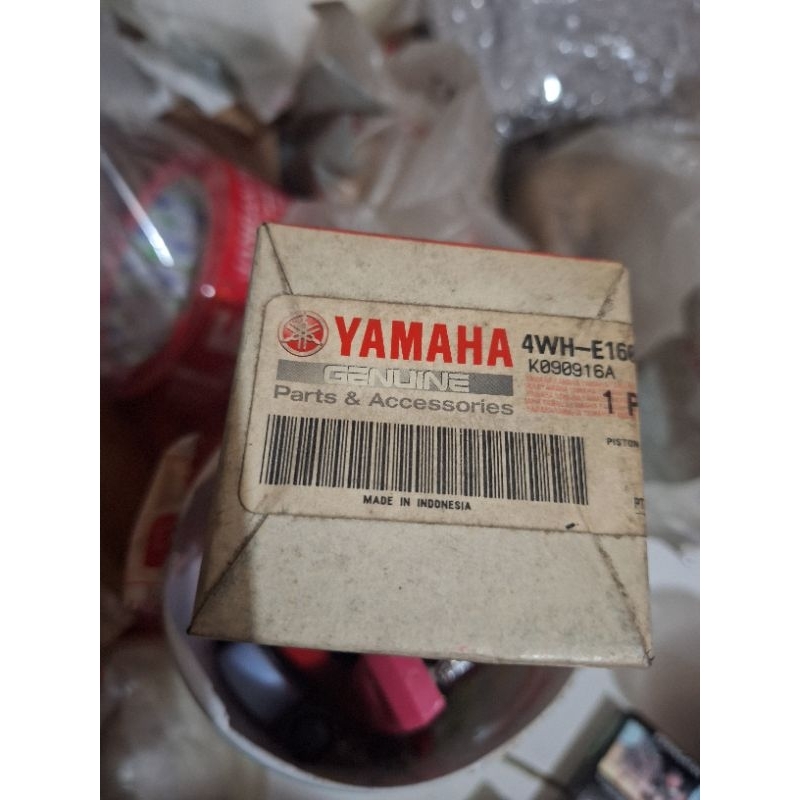 YAMAHA
GENUINE
Parts & Accessories
4WH-E16
K090916A
1 P
PISTON
MADE IN INDONESIA